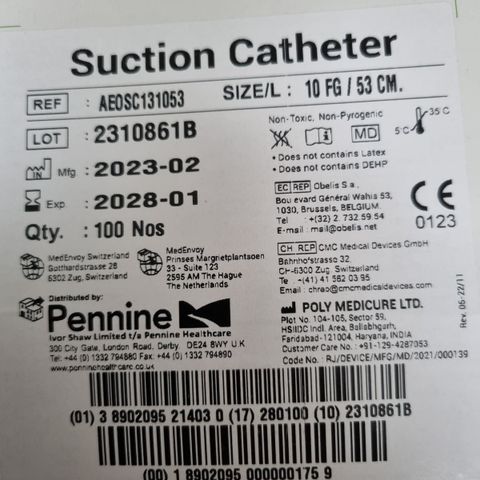 Suction Catheter
REF : AEOSC131053 SIZE/L : 10 FG / 53 CM.
LOT : 2310861B
Mfg : 2023-02
Exp : 2028-01
Qty. : 100 Nos
Non-Toxic, Non-Pyrogenic
MD
5°C
35°C
• Does not contains Latex
• Does not contains DEHP
EC REP Obelis s.a,
Boulevard Général Wahis 53,
1030, Brussels, BELGIUM.
Tel : +(32) 2. 732.59.54
E-mail : mail@obelis.net
CE
0123
MedEnvoy Switzerland
Gotthardstrasse 28
6302 Zug, Switzerland
MedEnvoy
Prinses Margrietplantsoen
33 - Suite 123
2595 AM The Hague
The Netherlands
CH REP CMC Medical Devices GmbH
Bahnhofstrasse 32,
CH-6300 Zug, Switzerland
Te : +(41) 41 562 03 95
Email : chrep@cmcmedicaldevices.com
Distributed by:
Pennine
Ivor Shaw Limited t/a Pennine Healthcare
306 City Gate, London Road, Derby, DE24 8WY U.K
Tel: +44 (0) 1332 794880 Fax: +44 (0) 1332 794890
www.penninehealthcare.co.uk
POLY MEDICURE LTD.
Plot No. 104-105, Sector 59,
HSIIDC Indl. Area, Ballabhgarh,
Faridabad-121004, Haryana, INDIA
Customer Care No. : +91-129-4287053
Code No. : RJ/DEVICE/MFG/MD/2021/000139
Rev. 06-22/11
(01) 3 8902095 21403 0 (17) 280100 (10) 2310861B
(00) 1 8902095 000000175 9